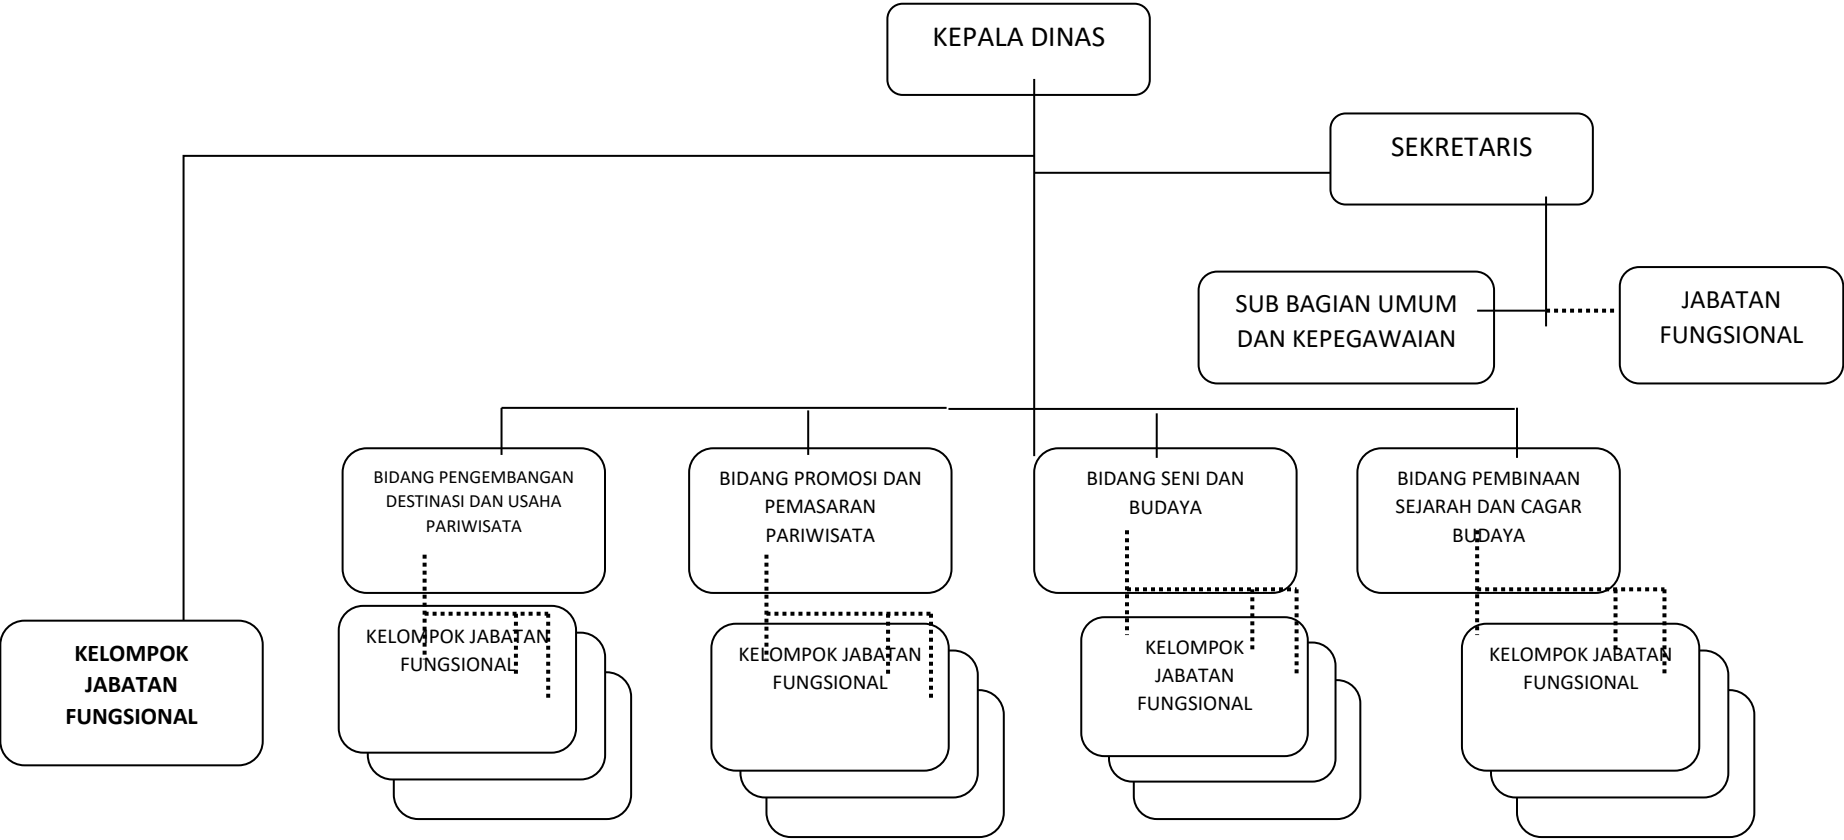 KEPALA DINAS
SEKRETARIS
SUB BAGIAN UMUM
DAN KEPEGAWAIAN
JABATAN
FUNGSIONAL
BIDANG PENGEMBANGAN
DESTINASI DAN USAHA
PARIWISATA
BIDANG PROMOSI DAN
PEMASARAN
PARIWISATA
BIDANG SENI DAN
BUDAYA
BIDANG PEMBINAAN
SEJARAH DAN CAGAR
BUDAYA
KELOMPOK
JABATAN
FUNGSIONAL
KELOMPOK JABATAN
FUNGSIONAL
KELOMPOK JABATAN
FUNGSIONAL
KELOMPOK
JABATAN
FUNGSIONAL
KELOMPOK JABATAN
FUNGSIONAL